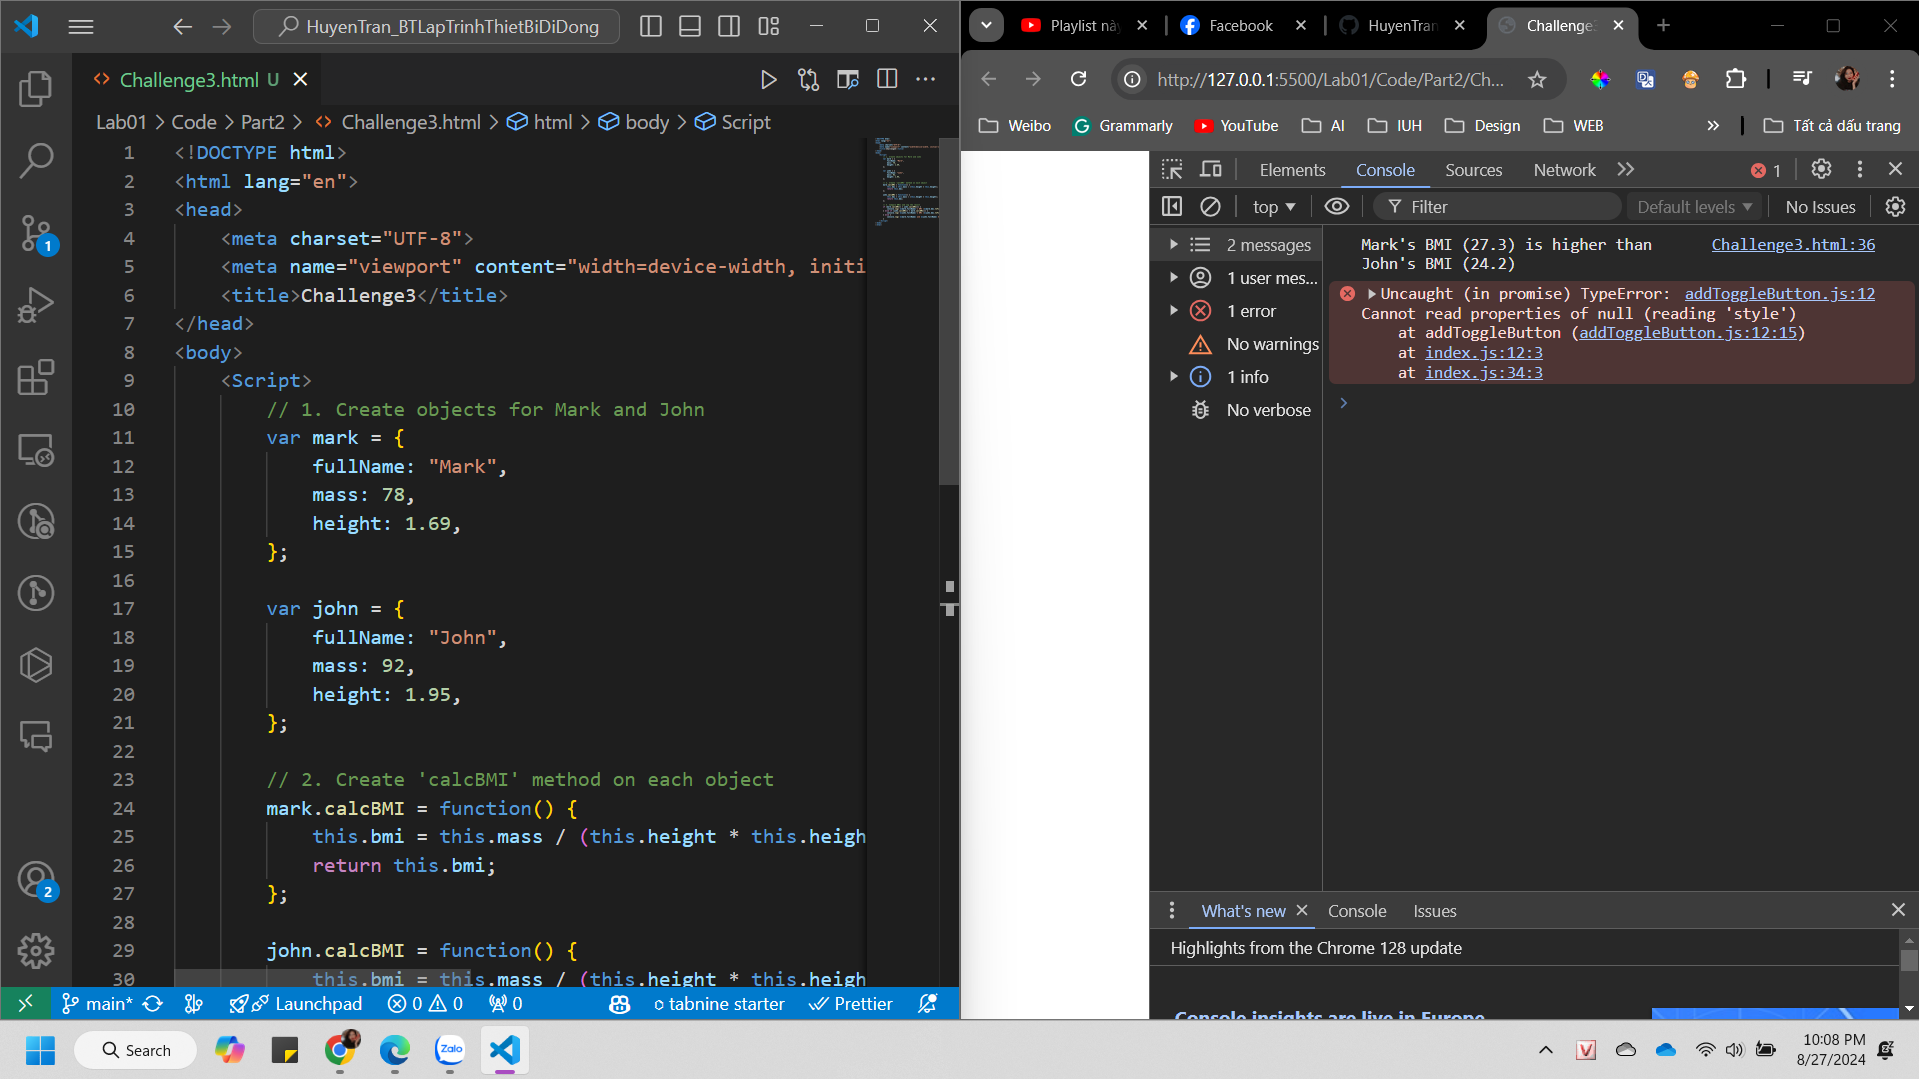 HuyenTran_BTLapTrinhThietBiDiDong
Challenge3.html U
Lab01 > Code > Part2 > Challenge3.html > html > body > Script
1 <!DOCTYPE html>
2 <html lang="en">
3 <head>
4 <meta charset="UTF-8">
5 <meta name="viewport" content="width=device-width, initi
6 <title>Challenge3</title>
7 </head>
8 <body>
9 <Script>
10 // 1. Create objects for Mark and John
11 var mark = {
12 fullName: "Mark",
13 mass: 78,
14 height: 1.69,
15 };
16
17 var john = {
18 fullName: "John",
19 mass: 92,
20 height: 1.95,
21 };
22
23 // 2. Create 'calcBMI' method on each object
24 mark.calcBMI = function() {
25 this.bmi = this.mass / (this.height * this.heigh
26 return this.bmi;
27 };
28
29 john.calcBMI = function() {
30 this.bmi = this.mass / (this.height * this.heigh
1
2
main* Launchpad 0 0 0 tabnine starter Prettier
Playlist này Facebook HuyenTran Challenge3
http://127.0.0.1:5500/Lab01/Code/Part2/Ch...
Weibo Grammarly YouTube AI IUH Design WEB » Tất cả dấu trang
Elements Console Sources Network 1
top Filter Default levels No Issues
2 messages
1 user mes...
1 error
No warnings
1 info
No verbose
Mark's BMI (27.3) is higher than Challenge3.html:36
John's BMI (24.2)
Uncaught (in promise) TypeError: addToggleButton.js:12
Cannot read properties of null (reading 'style')
at addToggleButton (addToggleButton.js:12:15)
at index.js:12:3
at index.js:34:3
What's new Console Issues
Highlights from the Chrome 128 update
Console insights are live in Europe
Search
Zalo
10:08 PM
8/27/2024